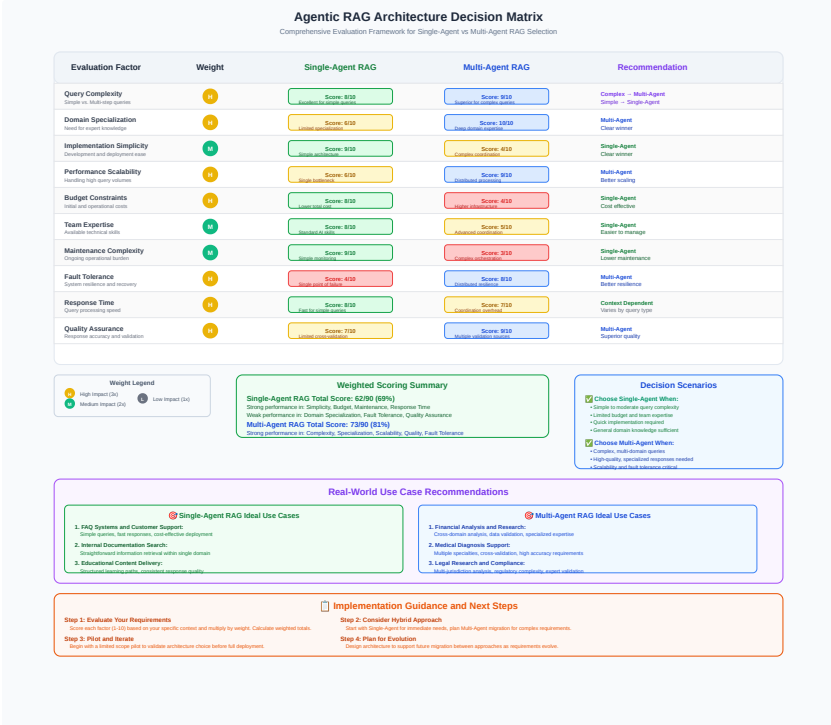 Agentic RAG Architecture Decision Matrix
Comprehensive Evaluation Framework for Single-Agent vs Multi-Agent RAG Selection
Evaluation Factor Weight Single-Agent RAG Multi-Agent RAG Recommendation
Query Complexity
Simple vs. Multi-step queries
H
Score: 8/10
Excellent for simple queries
Score: 9/10
Superior for complex queries
Complex → Multi-Agent
Simple → Single-Agent
Domain Specialization
Need for expert knowledge
H
Score: 6/10
Limited specialization
Score: 10/10
Deep domain expertise
Multi-Agent
Clear winner
Implementation Simplicity
Development and deployment ease
M
Score: 9/10
Simple architecture
Score: 4/10
Complex coordination
Single-Agent
Clear winner
Performance Scalability
Handling high query volumes
H
Score: 6/10
Single bottleneck
Score: 9/10
Distributed processing
Multi-Agent
Better scaling
Budget Constraints
Initial and operational costs
H
Score: 8/10
Lower total cost
Score: 4/10
Higher infrastructure
Single-Agent
Cost effective
Team Expertise
Available technical skills
M
Score: 8/10
Standard AI skills
Score: 5/10
Advanced coordination
Single-Agent
Easier to manage
Maintenance Complexity
Ongoing operational burden
M
Score: 9/10
Simple monitoring
Score: 3/10
Complex orchestration
Single-Agent
Lower maintenance
Fault Tolerance
System resilience and recovery
H
Score: 4/10
Single point of failure
Score: 8/10
Distributed resilience
Multi-Agent
Better resilience
Response Time
Query processing speed
H
Score: 8/10
Fast for simple queries
Score: 7/10
Coordination overhead
Context Dependent
Varies by query type
Quality Assurance
Response accuracy and validation
H
Score: 7/10
Limited cross-validation
Score: 9/10
Multiple validation sources
Multi-Agent
Superior quality
Weight Legend
H High Impact (3x)
L Low Impact (1x)
M Medium Impact (2x)
Weighted Scoring Summary
Single-Agent RAG Total Score: 62/90 (69%)
Strong performance in: Simplicity, Budget, Maintenance, Response Time
Weak performance in: Domain Specialization, Fault Tolerance, Quality Assurance
Multi-Agent RAG Total Score: 73/90 (81%)
Strong performance in: Complexity, Specialization, Scalability, Quality, Fault Tolerance
Decision Scenarios
✅ Choose Single-Agent When:
• Simple to moderate query complexity
• Limited budget and team expertise
• Quick implementation required
• General domain knowledge sufficient
✅ Choose Multi-Agent When:
• Complex, multi-domain queries
• High-quality, specialized responses needed
• Scalability and fault tolerance critical
Real-World Use Case Recommendations
🎯 Single-Agent RAG Ideal Use Cases
1. FAQ Systems and Customer Support:
Simple queries, fast responses, cost-effective deployment
2. Internal Documentation Search:
Straightforward information retrieval within single domain
3. Educational Content Delivery:
Structured learning paths, consistent response quality
🎯 Multi-Agent RAG Ideal Use Cases
1. Financial Analysis and Research:
Cross-domain analysis, data validation, specialized expertise
2. Medical Diagnosis Support:
Multiple specialties, cross-validation, high accuracy requirements
3. Legal Research and Compliance:
Multi-jurisdiction analysis, regulatory complexity, expert validation
📋 Implementation Guidance and Next Steps
Step 1: Evaluate Your Requirements
Score each factor (1-10) based on your specific context and multiply by weight. Calculate weighted totals.
Step 2: Consider Hybrid Approach
Start with Single-Agent for immediate needs, plan Multi-Agent migration for complex requirements.
Step 3: Pilot and Iterate
Begin with a limited scope pilot to validate architecture choice before full deployment.
Step 4: Plan for Evolution
Design architecture to support future migration between approaches as requirements evolve.